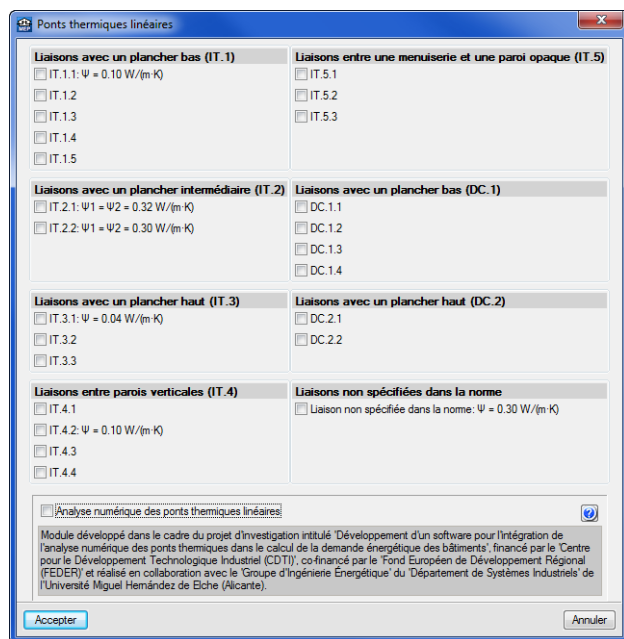 Ponts thermiques linéaires
Liaisons avec un plancher bas (IT.1)
IT.1.1: Ψ = 0.10 W/(m·K)
IT.1.2
IT.1.3
IT.1.4
IT.1.5
Liaisons entre une menuiserie et une paroi opaque (IT.5)
IT.5.1
IT.5.2
IT.5.3
Liaisons avec un plancher intermédiaire (IT.2)
IT.2.1: Ψ1 = Ψ2 = 0.32 W/(m·K)
IT.2.2: Ψ1 = Ψ2 = 0.30 W/(m·K)
Liaisons avec un plancher bas (DC.1)
DC.1.1
DC.1.2
DC.1.3
DC.1.4
Liaisons avec un plancher haut (IT.3)
IT.3.1: Ψ = 0.04 W/(m·K)
IT.3.2
IT.3.3
Liaisons avec un plancher haut (DC.2)
DC.2.1
DC.2.2
Liaisons entre parois verticales (IT.4)
IT.4.1
IT.4.2: Ψ = 0.10 W/(m·K)
IT.4.3
IT.4.4
Liaisons non spécifiées dans la norme
Liaison non spécifiée dans la norme: Ψ = 0.30 W/(m·K)
Analyse numérique des ponts thermiques linéaires
Module développé dans le cadre du projet d'investigation intitulé 'Développement d'un software pour l'intégration de
l'analyse numérique des ponts thermiques dans le calcul de la demande énergétique des bâtiments', financé par le 'Centre
pour le Développement Technologique Industriel (CDTI)', co-financé par le 'Fond Européen de Développement Régional
(FEDER)' et réalisé en collaboration avec le 'Groupe d'Ingénierie Énergétique' du 'Département de Systèmes Industriels' de
l'Université Miguel Hernández de Elche (Alicante).
Accepter
Annuler